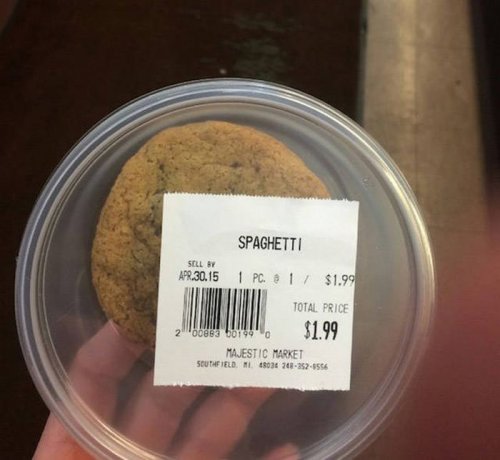 SPAGHETTI
SELL BY
APR.30.15 1 PC. @ 1 / $1.99
TOTAL PRICE
$1.99
2 00883 00199 0
MAJESTIC MARKET
SOUTHFIELD, MI. 48034 248-352-8556